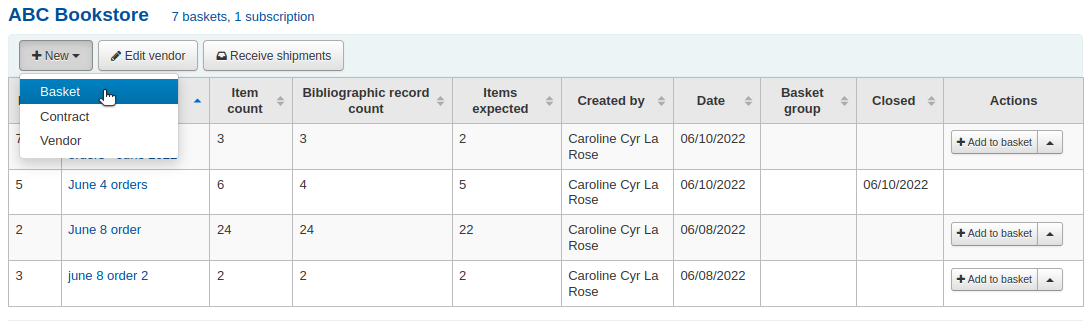 ABC Bookstore 7 baskets, 1 subscription
New Edit vendor Receive shipments
Basket
Contract
Vendor
Item count Bibliographic record count Items expected Created by Date Basket group Closed Actions
7 3 3 2 Caroline Cyr La Rose 06/10/2022 Add to basket
5 June 4 orders 6 4 5 Caroline Cyr La Rose 06/10/2022 06/10/2022
2 June 8 order 24 24 22 Caroline Cyr La Rose 06/08/2022 Add to basket
3 june 8 order 2 2 2 2 Caroline Cyr La Rose 06/08/2022 Add to basket